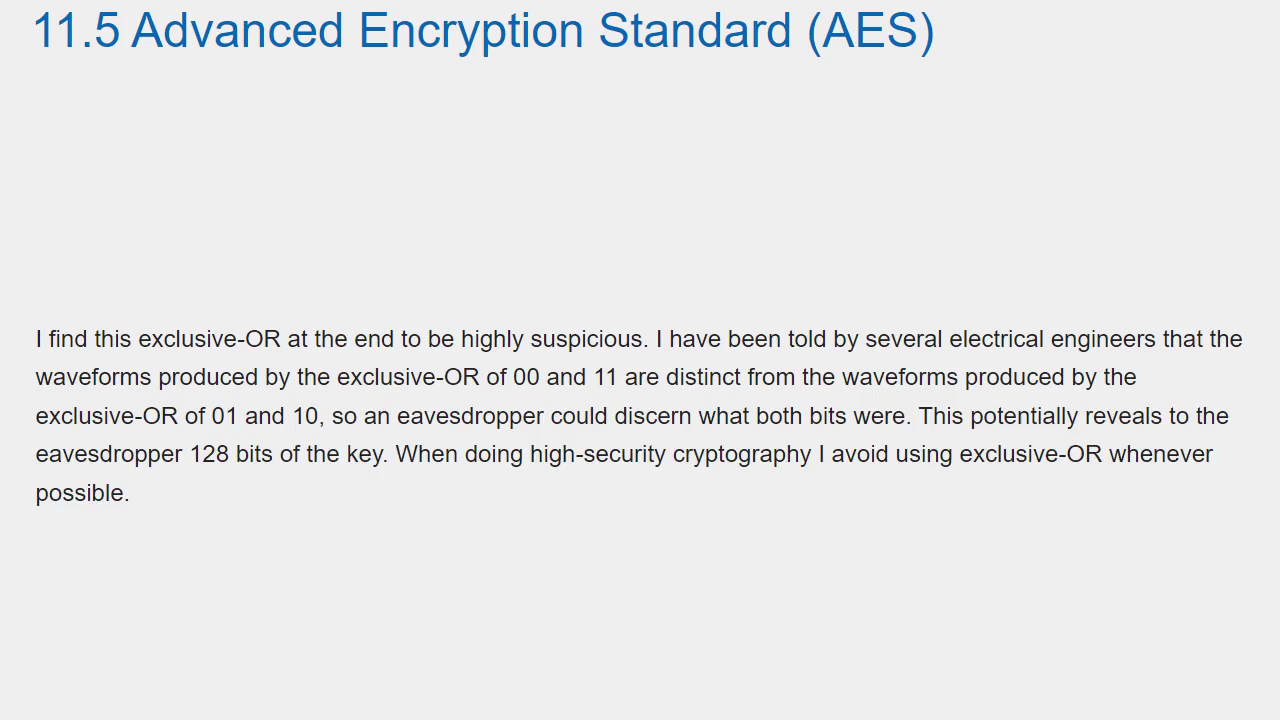 11.5 Advanced Encryption Standard (AES)
I find this exclusive-OR at the end to be highly suspicious. I have been told by several electrical engineers that the
waveforms produced by the exclusive-OR of 00 and 11 are distinct from the waveforms produced by the
exclusive-OR of 01 and 10, so an eavesdropper could discern what both bits were. This potentially reveals to the
eavesdropper 128 bits of the key. When doing high-security cryptography I avoid using exclusive-OR whenever
possible.